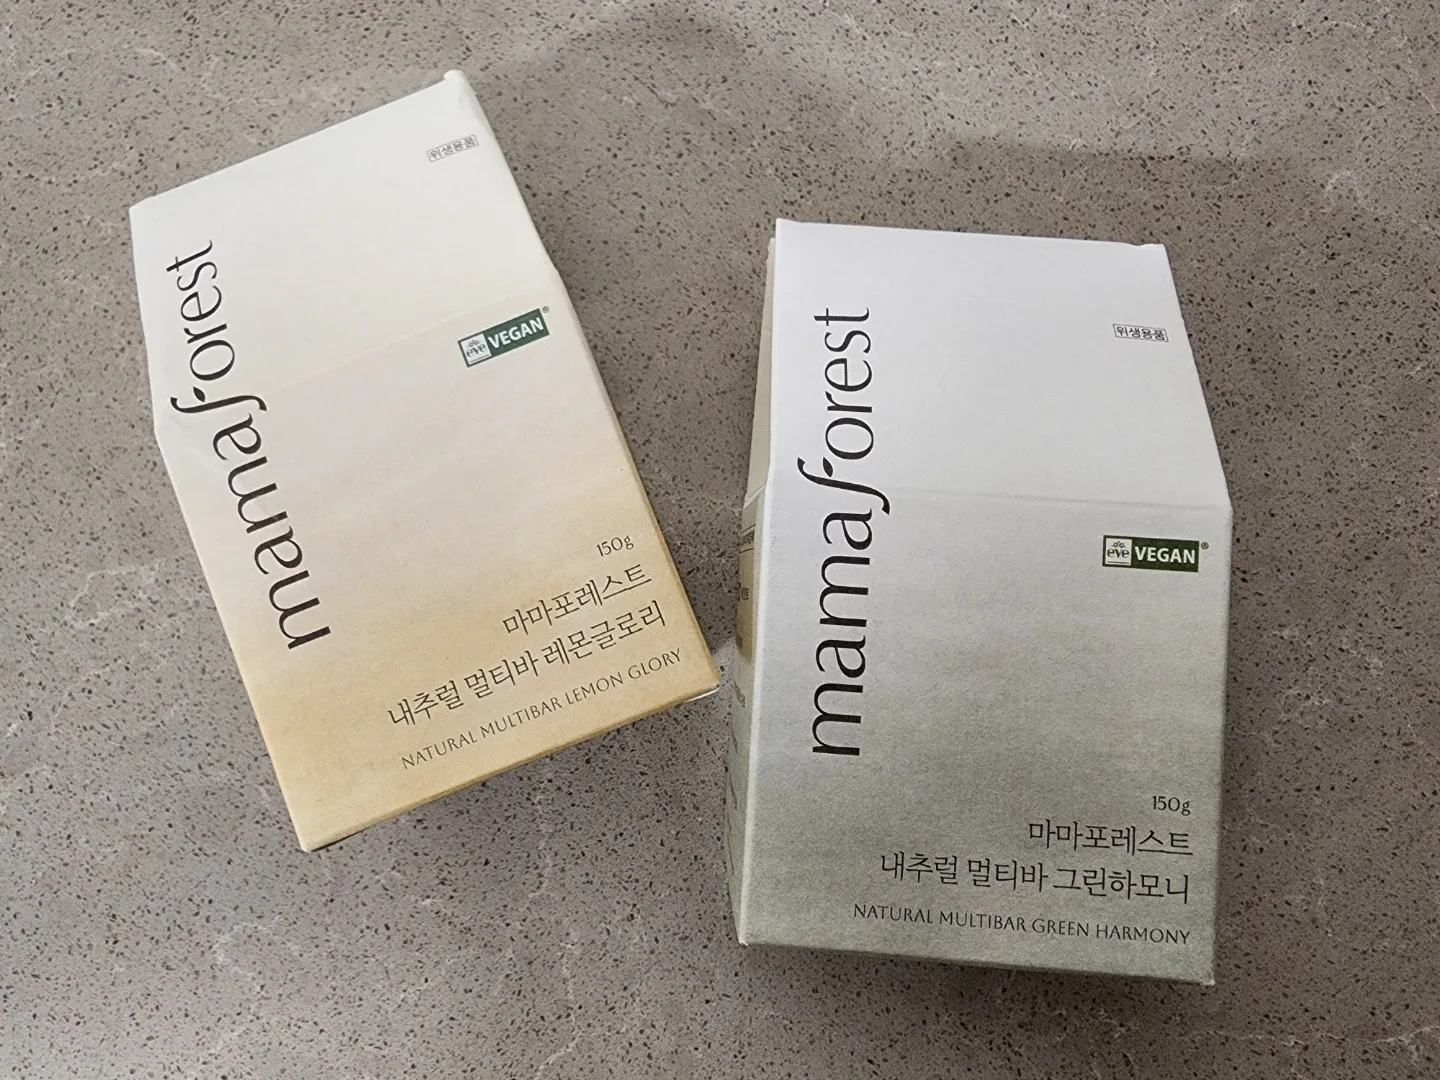 위생용품
mamaforest
eve VEGAN®
150g
마마포레스트
내추럴 멀티바 레몬글로리
NATURAL MULTIBAR LEMON GLORY
위생용품
mamaforest
eve VEGAN®
150g
마마포레스트
내추럴 멀티바 그린하모니
NATURAL MULTIBAR GREEN HARMONY